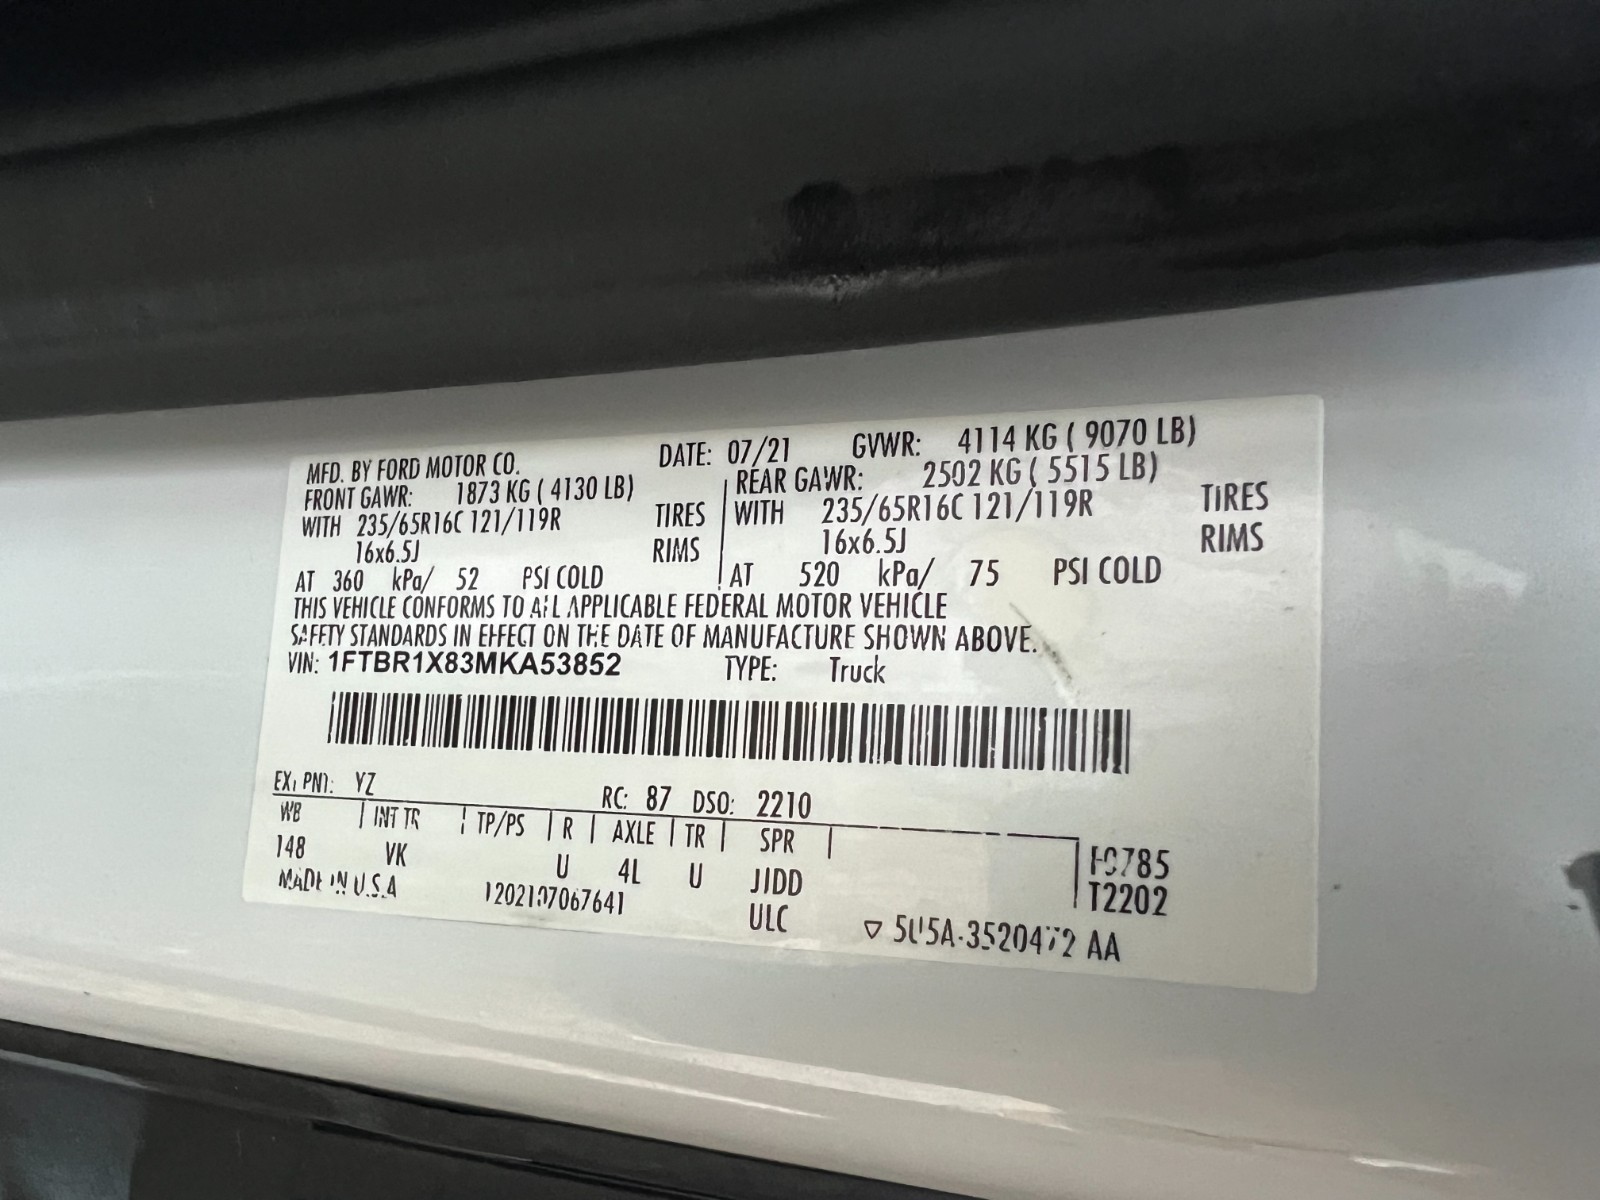 MFD. BY FORD MOTOR CO. DATE: 07/21 GVWR: 4114 KG ( 9070 LB)
FRONT GAWR: 1873 KG ( 4130 LB) REAR GAWR: 2502 KG ( 5515 LB)
WITH 235/65R16C 121/119R TIRES WITH 235/65R16C 121/119R TIRES
16x6.5J RIMS 16x6.5J RIMS
AT 360 kPa/ 52 PSI COLD AT 520 kPa/ 75 PSI COLD
THIS VEHICLE CONFORMS TO ALL APPLICABLE FEDERAL MOTOR VEHICLE
SAFETY STANDARDS IN EFFECT ON THE DATE OF MANUFACTURE SHOWN ABOVE.
VIN: 1FTBR1X83MKA53852 TYPE: Truck
EXT PNT: YZ RC: 87 DSO: 2210
WB INT TR TP/PS R AXLE TR SPR
148 VK U 4L U JIDD
ULC
T2202
MADE IN U.S.A 5U5A-3520472 AA